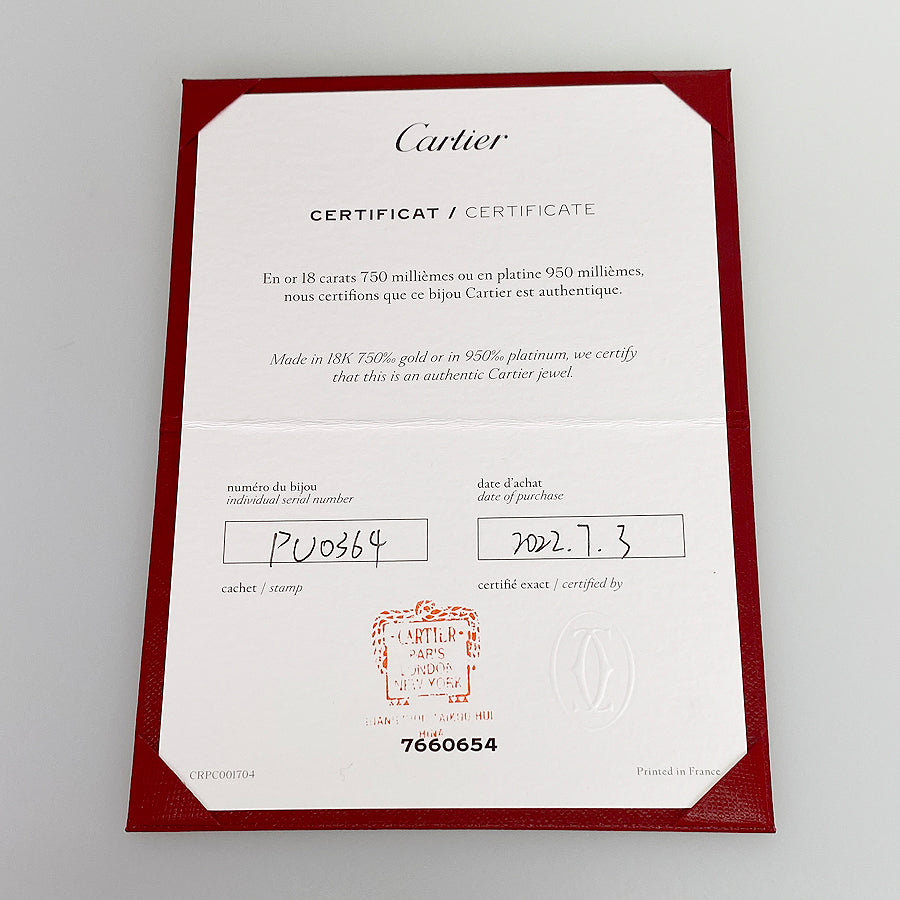 Cartier
CERTIFICAT / CERTIFICATE
En or 18 carats 750 millièmes ou en platine 950 millièmes,
nous certifions que ce bijou Cartier est authentique.
Made in 18K 750‰ gold or in 950‰ platinum, we certify
that this is an authentic Cartier jewel.
numéro du bijou
individual serial number
date d'achat
date of purchase
PU0364
2022.7.3
cachet / stamp
certifié exact / certified by
CARTIER
PARIS
LONDON
NEW YORK
TAIKOO HUI
7660654
CRPC001704
Printed in France